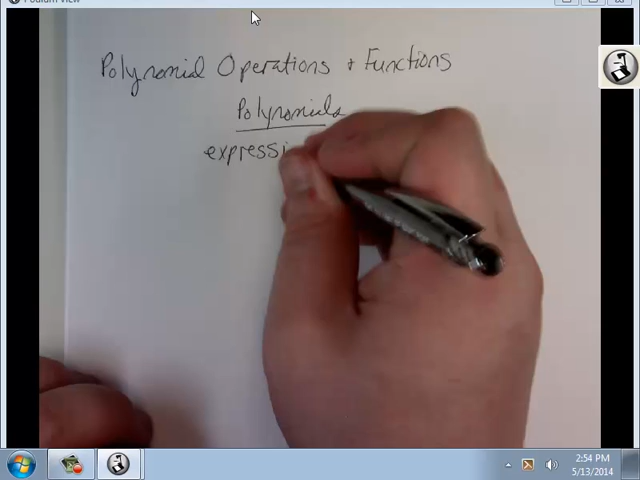 Podium View
Polynomial Operations + Functions
Polynomials
expressi
2:54 PM
5/13/2014